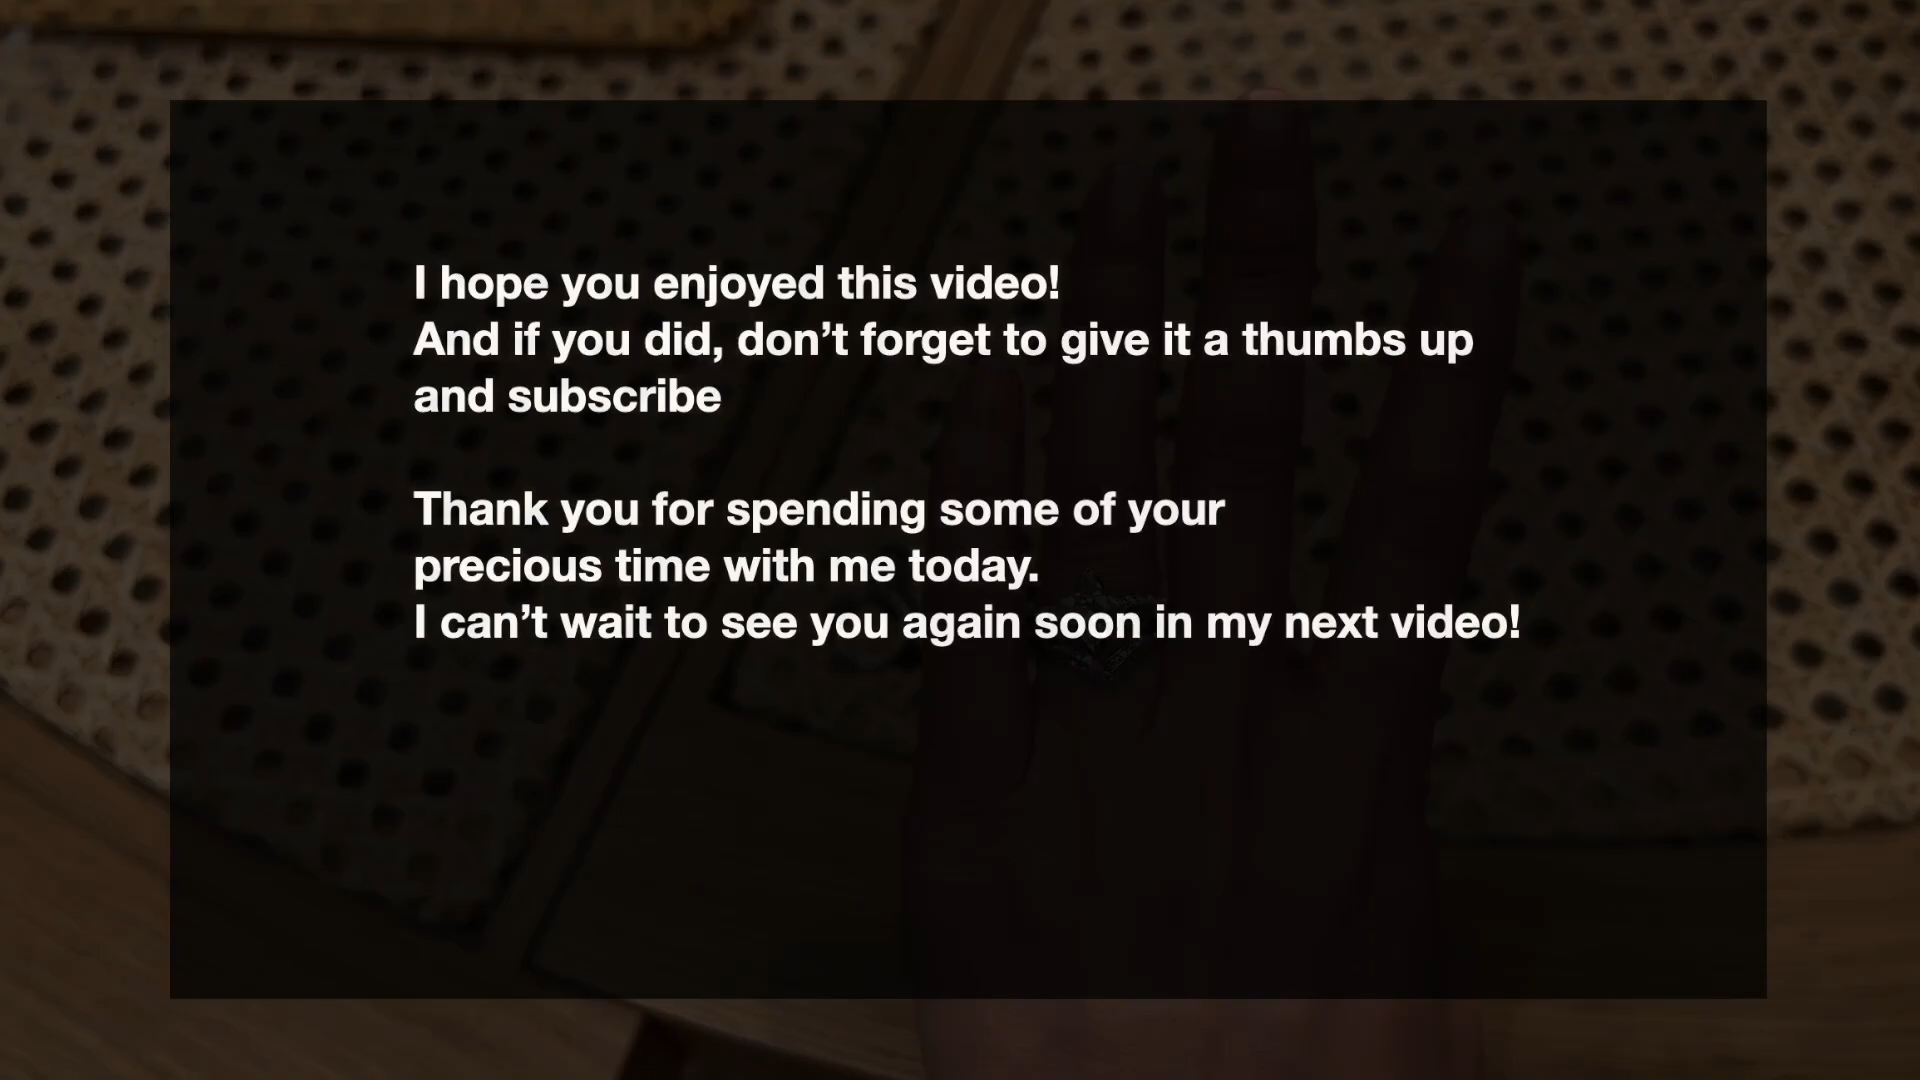 I hope you enjoyed this video!
And if you did, don’t forget to give it a thumbs up
and subscribe
Thank you for spending some of your
precious time with me today.
I can’t wait to see you again soon in my next video!